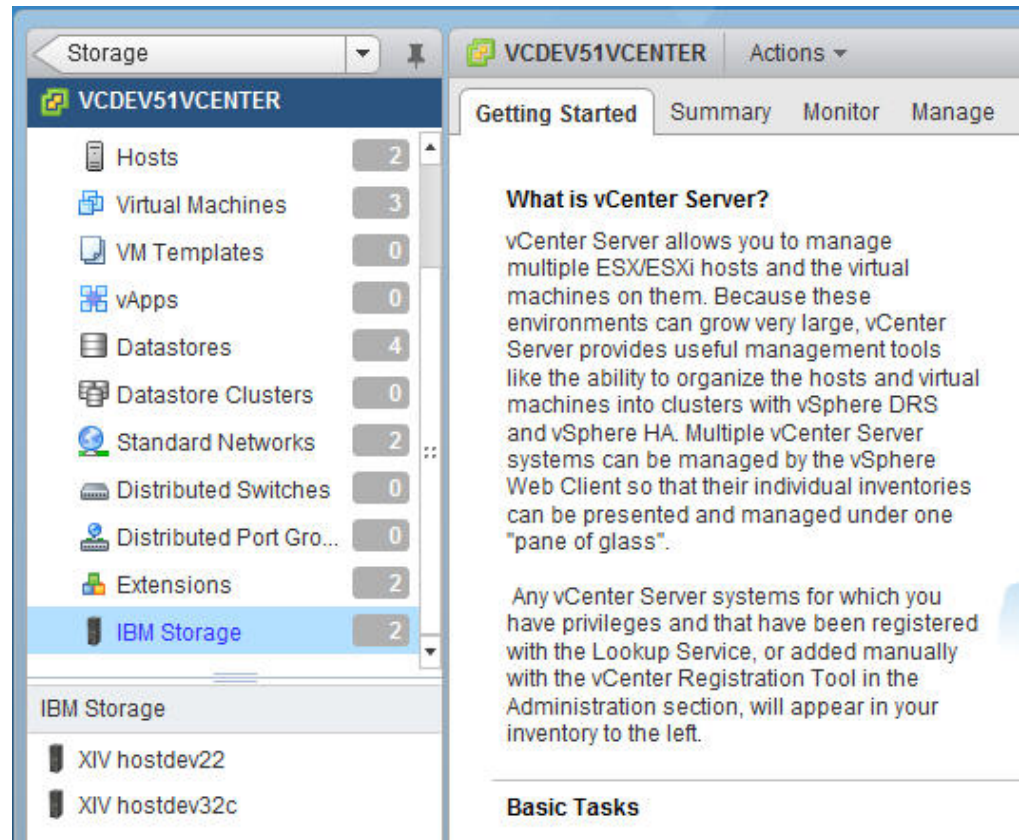 Storage
VCDEV51VCENTER
Hosts 2
Virtual Machines 3
VM Templates 0
vApps 0
Datastores 4
Datastore Clusters 0
Standard Networks 2
Distributed Switches 0
Distributed Port Gro... 0
Extensions 2
IBM Storage 2
IBM Storage
XIV hostdev22
XIV hostdev32c
VCDEV51VCENTER Actions
Getting Started Summary Monitor Manage
What is vCenter Server?
vCenter Server allows you to manage
multiple ESX/ESXi hosts and the virtual
machines on them. Because these
environments can grow very large, vCenter
Server provides useful management tools
like the ability to organize the hosts and virtual
machines into clusters with vSphere DRS
and vSphere HA. Multiple vCenter Server
systems can be managed by the vSphere
Web Client so that their individual inventories
can be presented and managed under one
"pane of glass".
Any vCenter Server systems for which you
have privileges and that have been registered
with the Lookup Service, or added manually
with the vCenter Registration Tool in the
Administration section, will appear in your
inventory to the left.
Basic Tasks